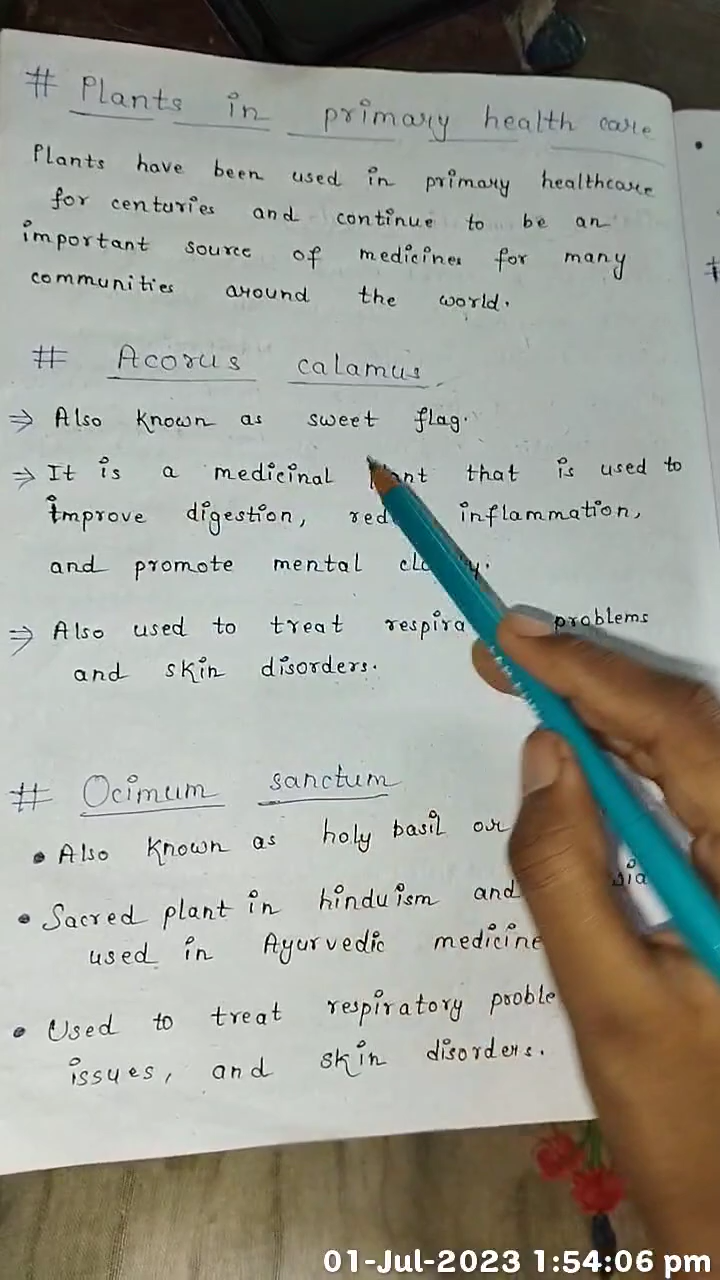 # Plants in primary health care
Plants have been used in primary healthcare
for centuries and continue to be an
important source of medicines for many
communities around the world.
# Acorus calamus
⇒ Also known as sweet flag.
⇒ It is a medicinal that is used to
improve digestion, inflammation,
and promote mental
⇒ Also used to treat problems
and skin disorders.
# Ocimum sanctum
• Also known as holy basil or
• Sacred plant in hinduism and
used in Ayurvedic medicine
• Used to treat respiratory
issues, and skin disorders.
01-Jul-2023 1:54:06 pm